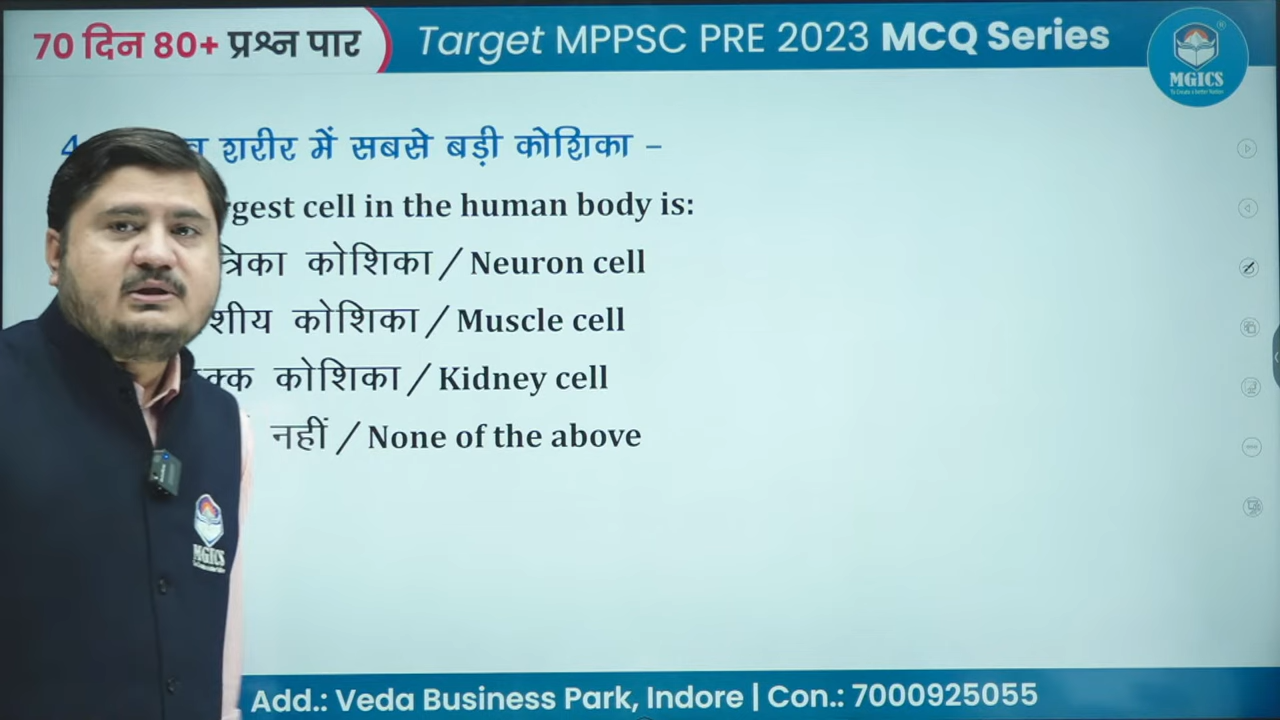 70 दिन 80+ प्रश्न पार
Target MPPSC PRE 2023 MCQ Series
MGICS
शरीर में सबसे बड़ी कोशिका –
cell in the human body is:
कोशिका / Neuron cell
कोशिका / Muscle cell
कोशिका / Kidney cell
नहीं / None of the above
MGICS
Add.: Veda Business Park, Indore | Con.: 7000925055